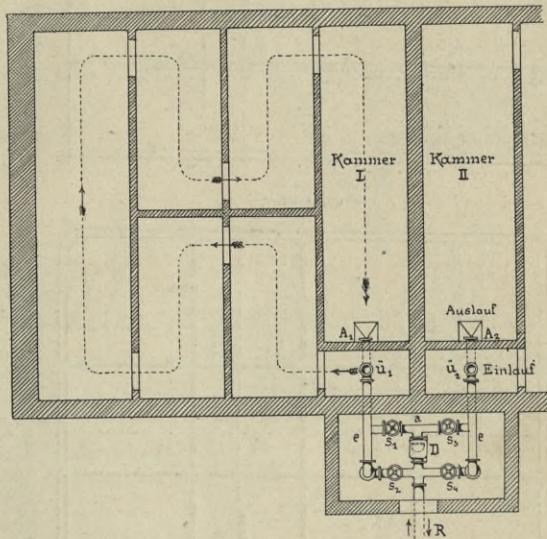 Kammer
I
Kammer
II
Auslauf
A₁
A₂
ü₁
ü₂
Einlauf
a
e
S₁
S₃
e
D
S₂
S₄
R